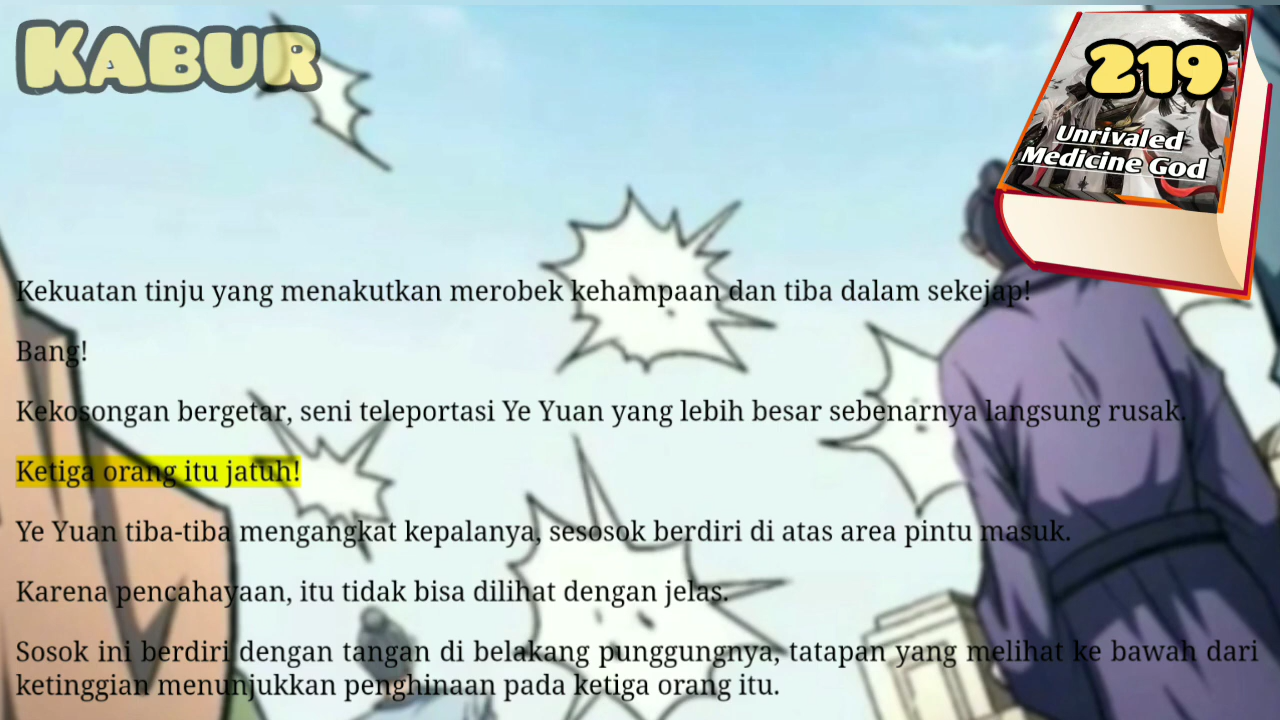 KABUR
219
Unrivaled
Medicine God
Kekuatan tinju yang menakutkan merobek kehampaan dan tiba dalam sekejap!
Bang!
Kekosongan bergetar, seni teleportasi Ye Yuan yang lebih besar sebenarnya langsung rusak.
Ketiga orang itu jatuh!
Ye Yuan tiba-tiba mengangkat kepalanya, sesosok berdiri di atas area pintu masuk.
Karena pencahayaan, itu tidak bisa dilihat dengan jelas.
Sosok ini berdiri dengan tangan di belakang punggungnya, tatapan yang melihat ke bawah dari
ketinggian menunjukkan penghinaan pada ketiga orang itu.